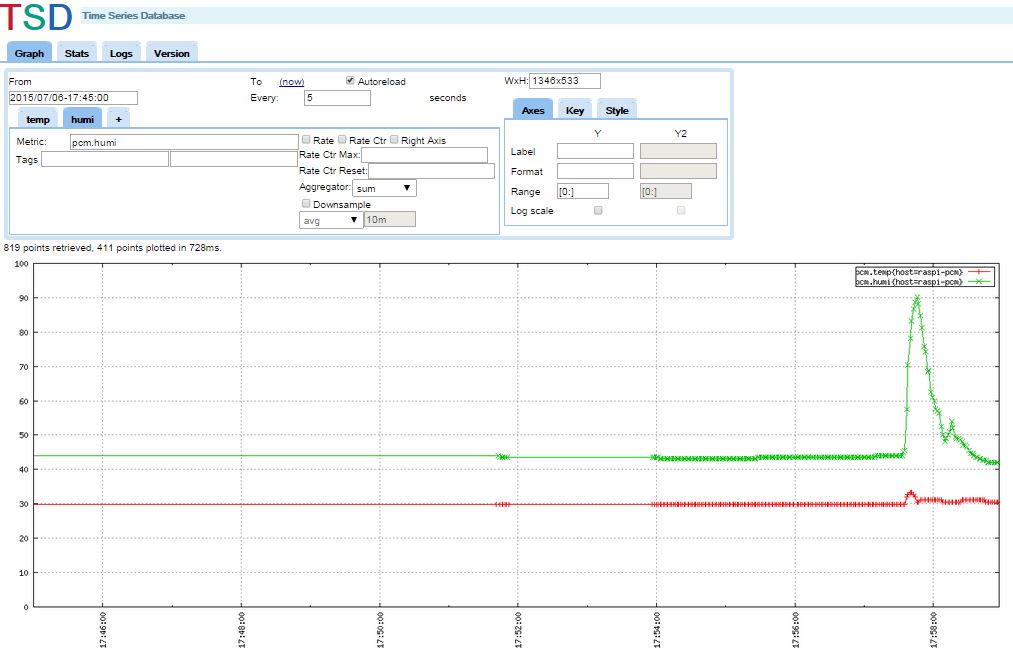 TSD Time Series Database
Graph Stats Logs Version
From To (now) Autoreload WxH: 1346x533
2015/07/06-17:45:00 Every: 5 seconds
temp humi +
Axes Key Style
Metric: pcm.humi Rate Rate Ctr Right Axis
Tags Rate Ctr Max:
Rate Ctr Reset:
Aggregator: sum
Downsample
avg 10m
Y Y2
Label
Format
Range [0:] [0:]
Log scale
819 points retrieved, 411 points plotted in 728ms.
pcm.temp{host=raspi-pcm}
pcm.humi{host=raspi-pcm}
100
90
80
70
60
50
40
30
20
10
0
17:46:00
17:48:00
17:50:00
17:52:00
17:54:00
17:56:00
17:58:00